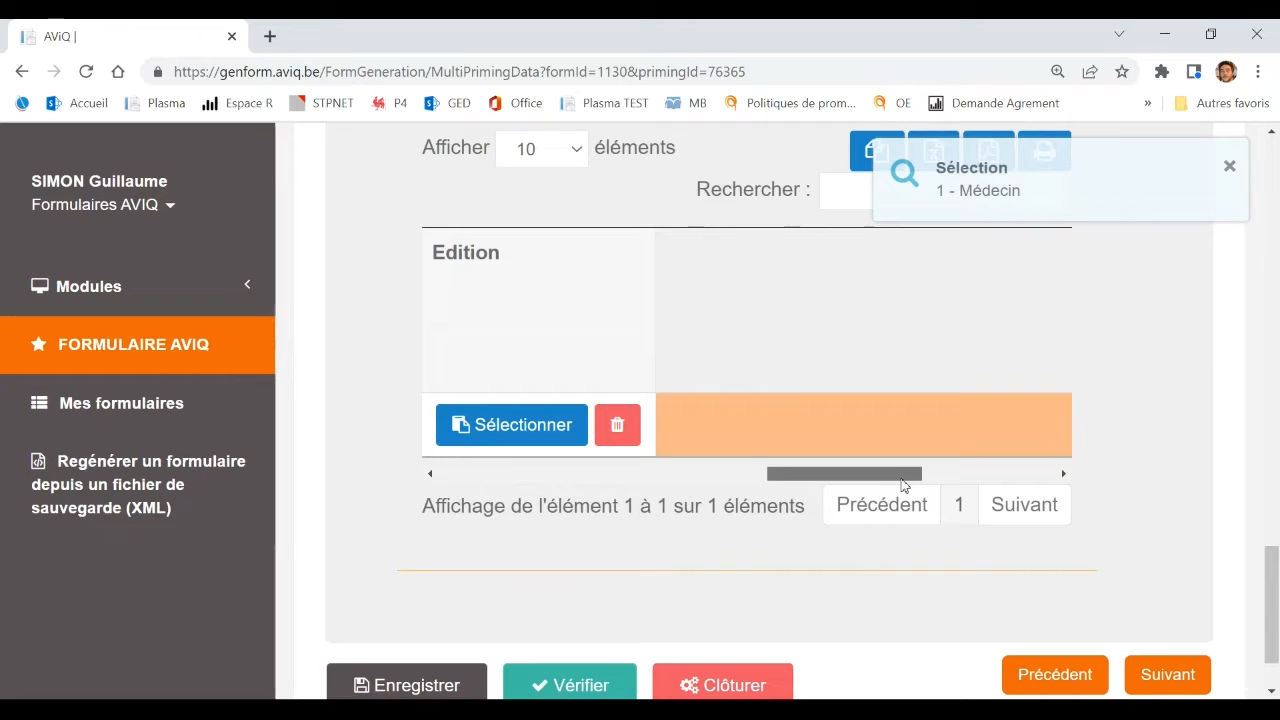 AViQ |
https://genform.aviq.be/FormGeneration/MultiPrimingData?formId=1130&primingId=76365
Accueil Plasma Espace R STPNET P4 GED Office Plasma TEST MB Politiques de prom... OE Demande Agrement » Autres favoris
SIMON Guillaume
Formulaires AVIQ
Modules
FORMULAIRE AVIQ
Mes formulaires
Regénérer un formulaire
depuis un fichier de
sauvegarde (XML)
Afficher 10 éléments
Rechercher :
Sélection
1 - Médecin
Edition
Sélectionner
Affichage de l'élément 1 à 1 sur 1 éléments
Précédent 1 Suivant
Enregistrer Vérifier Clôturer
Précédent Suivant